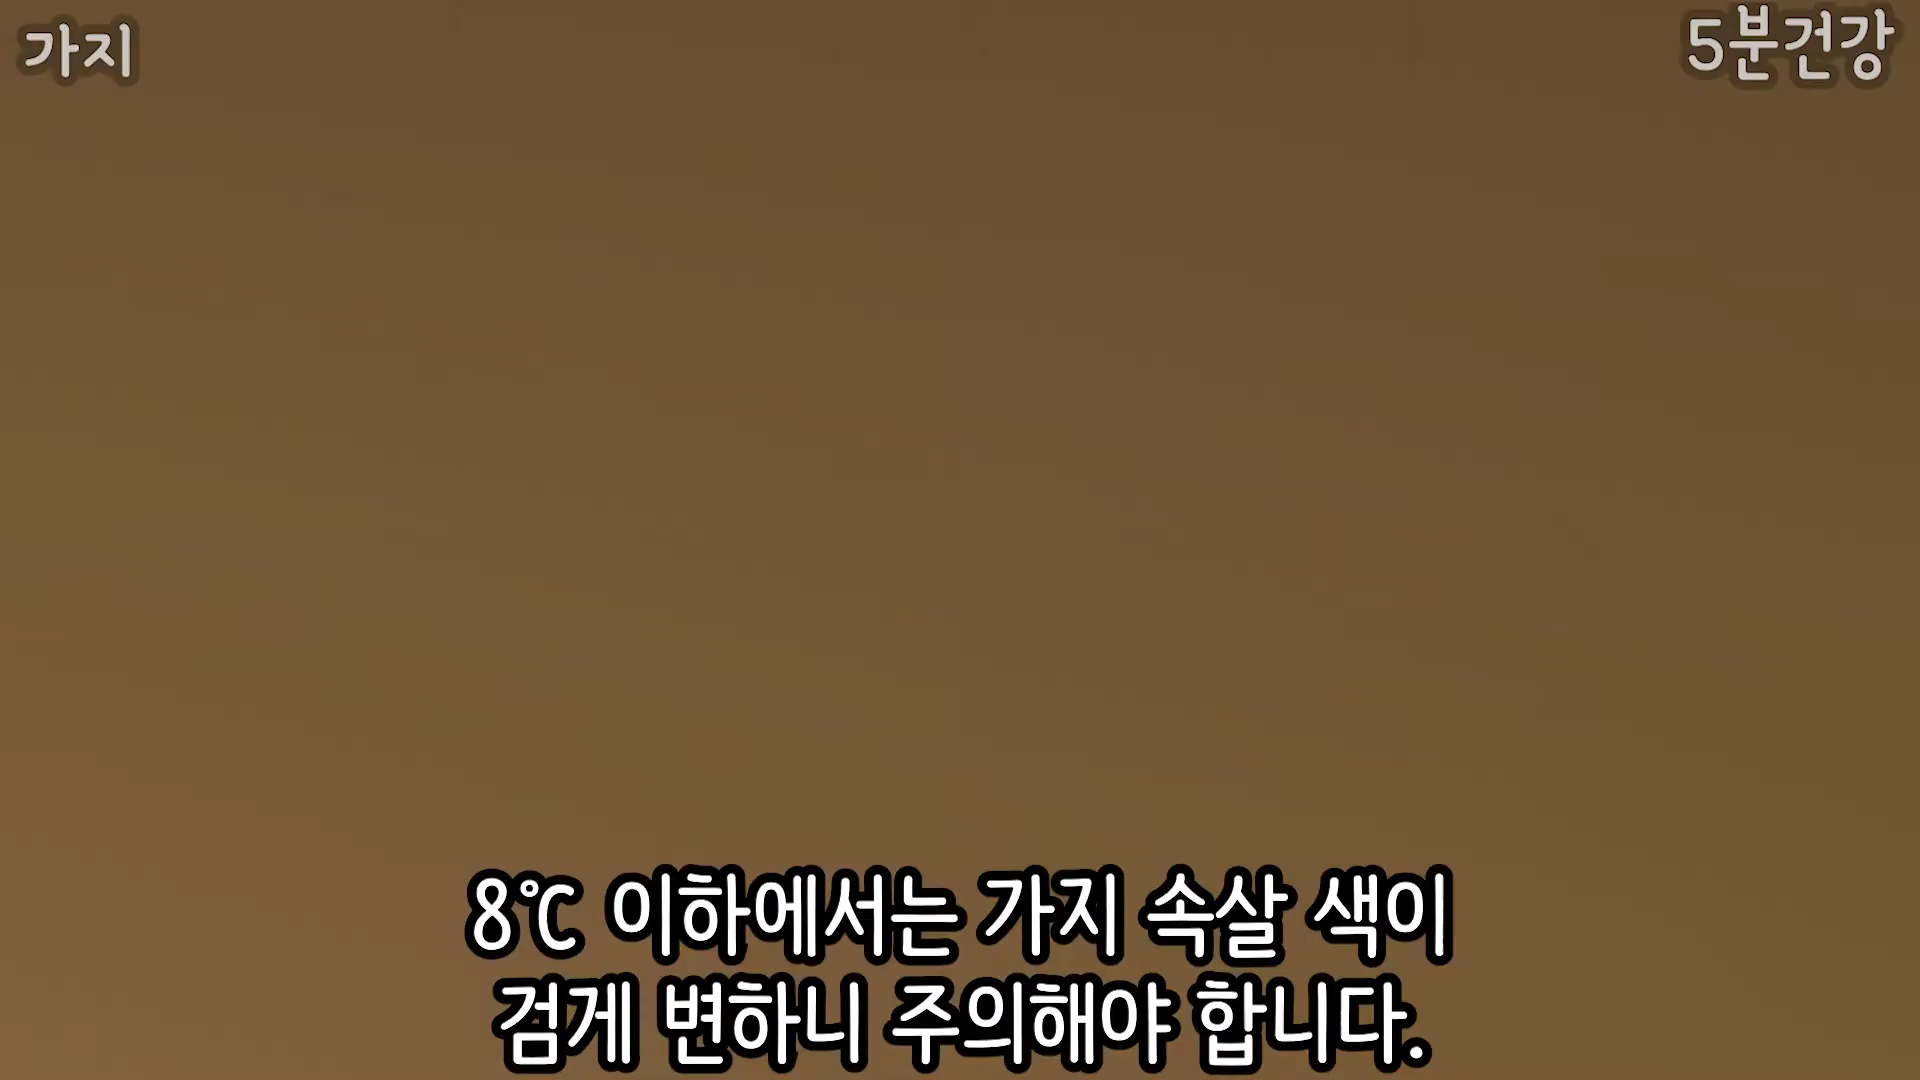 가지
5분건강
8℃ 이하에서는 가지 속살 색이
검게 변하니 주의해야 합니다.